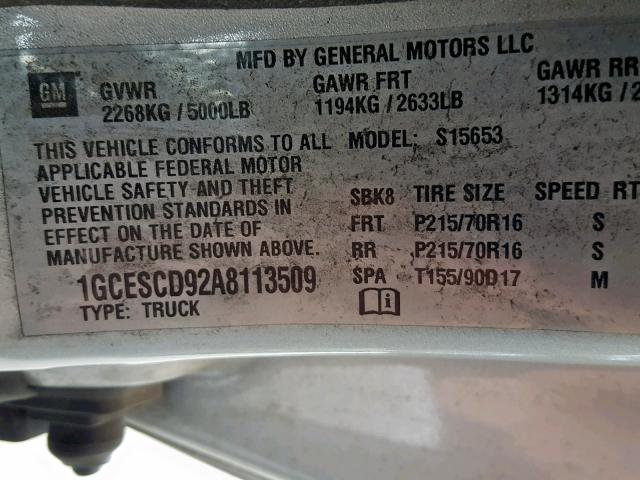 MFD BY GENERAL MOTORS LLC
GM GVWR GAWR FRT GAWR RR
2268KG / 5000LB 1194KG / 2633LB 1314KG / 2
THIS VEHICLE CONFORMS TO ALL MODEL: S15653
APPLICABLE FEDERAL MOTOR
VEHICLE SAFETY AND THEFT SBK8 TIRE SIZE SPEED RT
PREVENTION STANDARDS IN FRT P215/70R16 S
EFFECT ON THE DATE OF RR P215/70R16 S
MANUFACTURE SHOWN ABOVE. SPA T155/90D17 M
1GCESCD92A8113509
TYPE: TRUCK